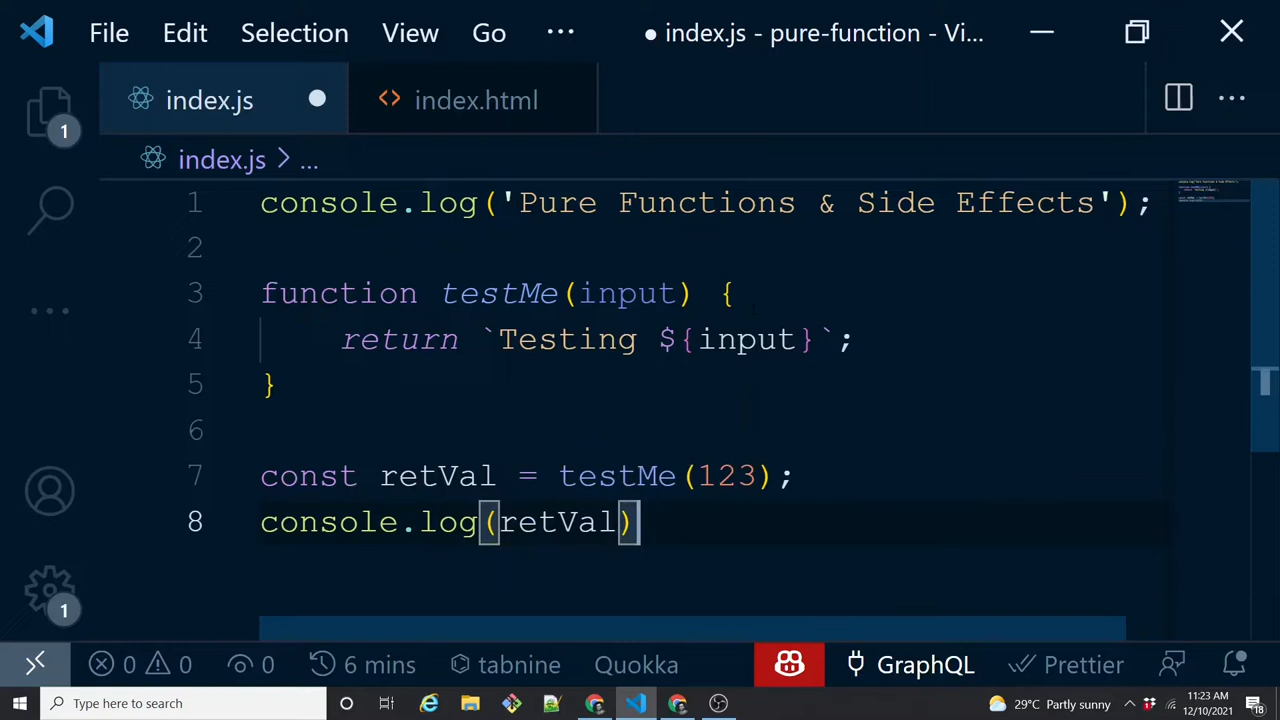 File Edit Selection View Go ··· ● index.js - pure-function - Vi...
index.js ● <> index.html ···
1
index.js > ...
1 console.log('Pure Functions & Side Effects');
2
3 function testMe(input) {
4     return `Testing ${input}`;
5 }
6
7 const retVal = testMe(123);
8 console.log(retVal)
1
0 0 0 6 mins tabnine Quokka GraphQL Prettier
Type here to search 29°C Partly sunny 11:23 AM
12/10/2021 18